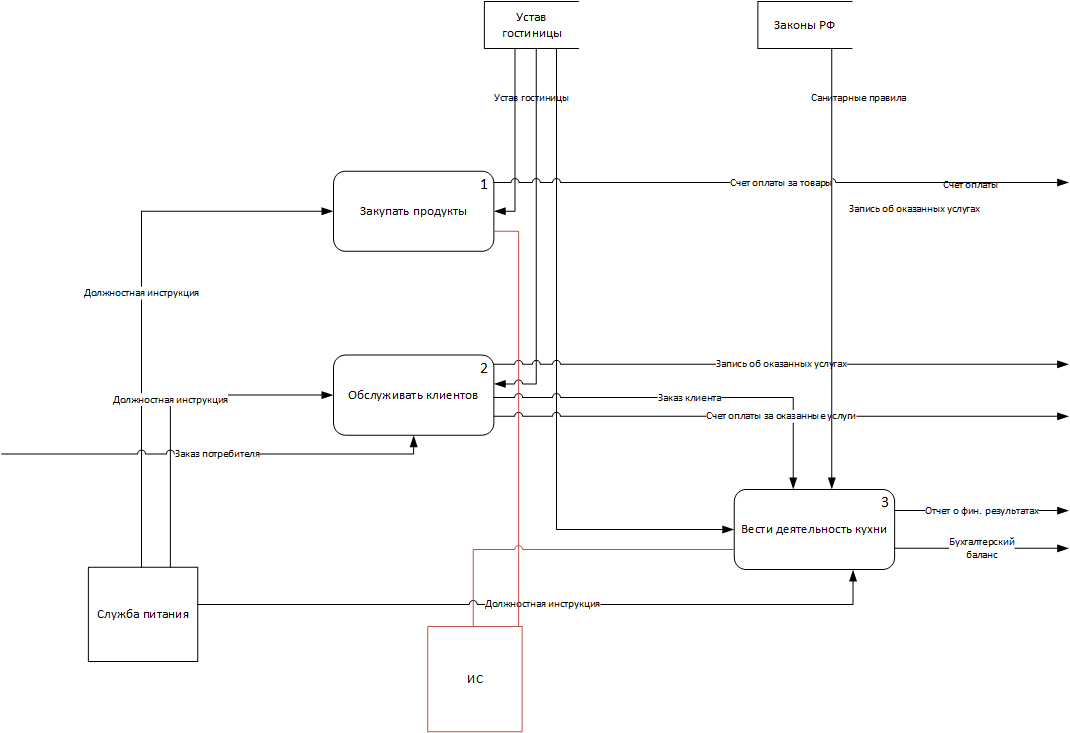 Устав
гостиницы
Законы РФ
Устав гостиницы
Санитарные правила
1
Закупать продукты
Счет оплаты за товары
Счет оплаты
Запись об оказанных услугах
Должностная инструкция
2
Обслуживать клиентов
Запись об оказанных услугах
Должностная инструкция
Заказ клиента
Счет оплаты за оказанные услуги
Заказ потребителя
3
Вести деятельность кухни
Отчет о фин. результатах
Бухгалтерский
баланс
Служба питания
Должностная инструкция
ИС